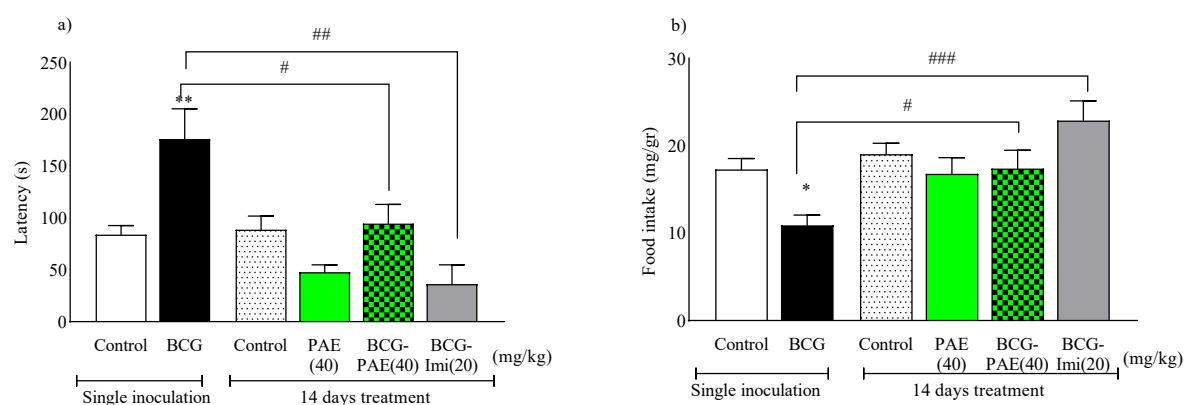 a)
##
#
**
250
200
150
100
50
0
Latency (s)
Control BCG Control PAE (40) BCG-PAE(40) BCG-Imi(20) (mg/kg)
Single inoculation 14 days treatment
b)
###
#
*
30
20
10
0
Food intake (mg/gr)
Control BCG Control PAE (40) BCG-PAE(40) BCG-Imi(20) (mg/kg)
Single inoculation 14 days treatment